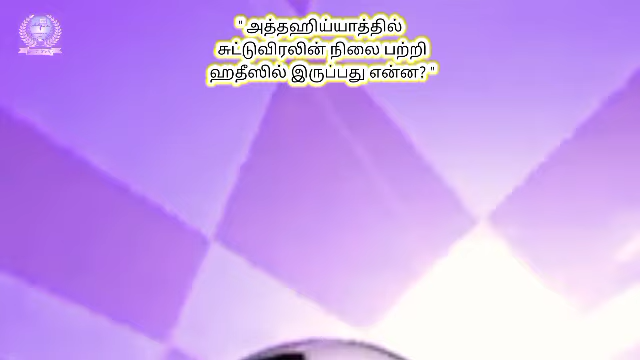 " அத்தஹிய்யாத்தில்
சுட்டுவிரலின் நிலை பற்றி
ஹதீஸில் இருப்பது என்ன? "